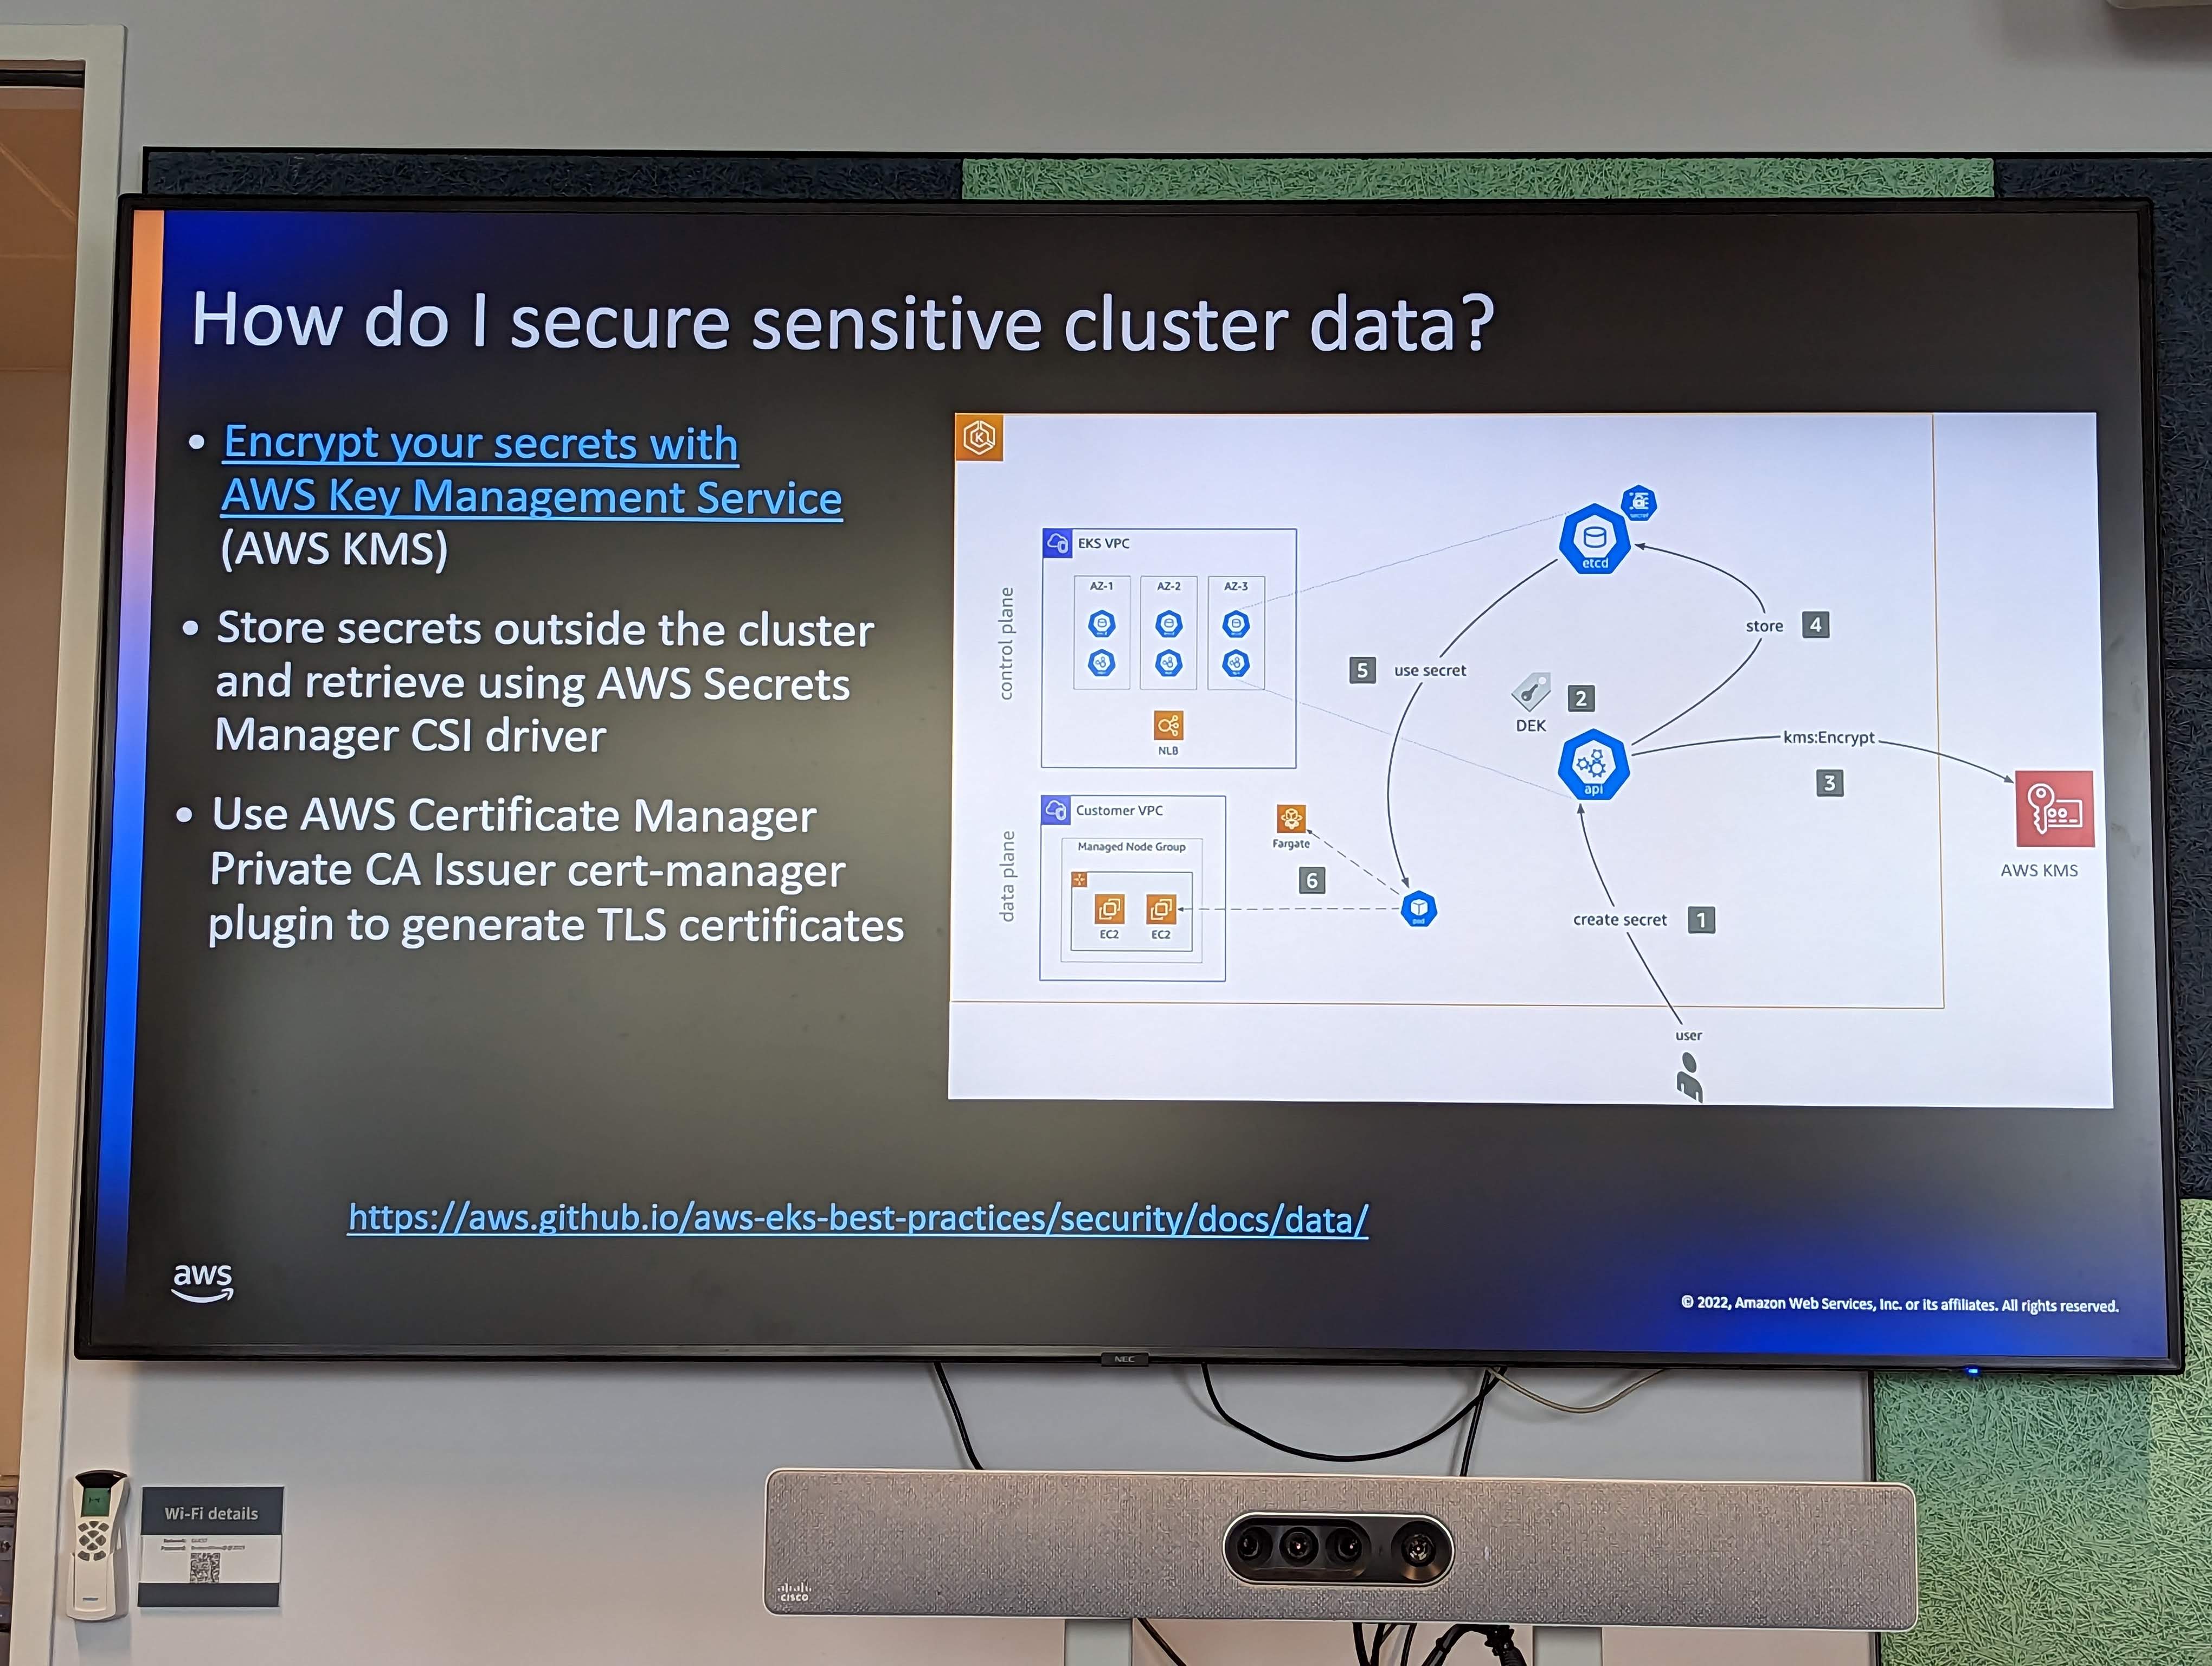 How do I secure sensitive cluster data?
• Encrypt your secrets with
AWS Key Management Service
(AWS KMS)
• Store secrets outside the cluster
and retrieve using AWS Secrets
Manager CSI driver
• Use AWS Certificate Manager
Private CA Issuer cert-manager
plugin to generate TLS certificates
control plane
EKS VPC
AZ-1 AZ-2 AZ-3
NLB
data plane
Customer VPC
Managed Node Group
EC2 EC2
Fargate
6
pod
secret
etcd
store 4
5 use secret
DEK 2
api
kms:Encrypt
3
AWS KMS
create secret 1
user
https://aws.github.io/aws-eks-best-practices/security/docs/data/
aws
© 2022, Amazon Web Services, Inc. or its affiliates. All rights reserved.
NEC
Wi-Fi details
Network:
Password:
CISCO